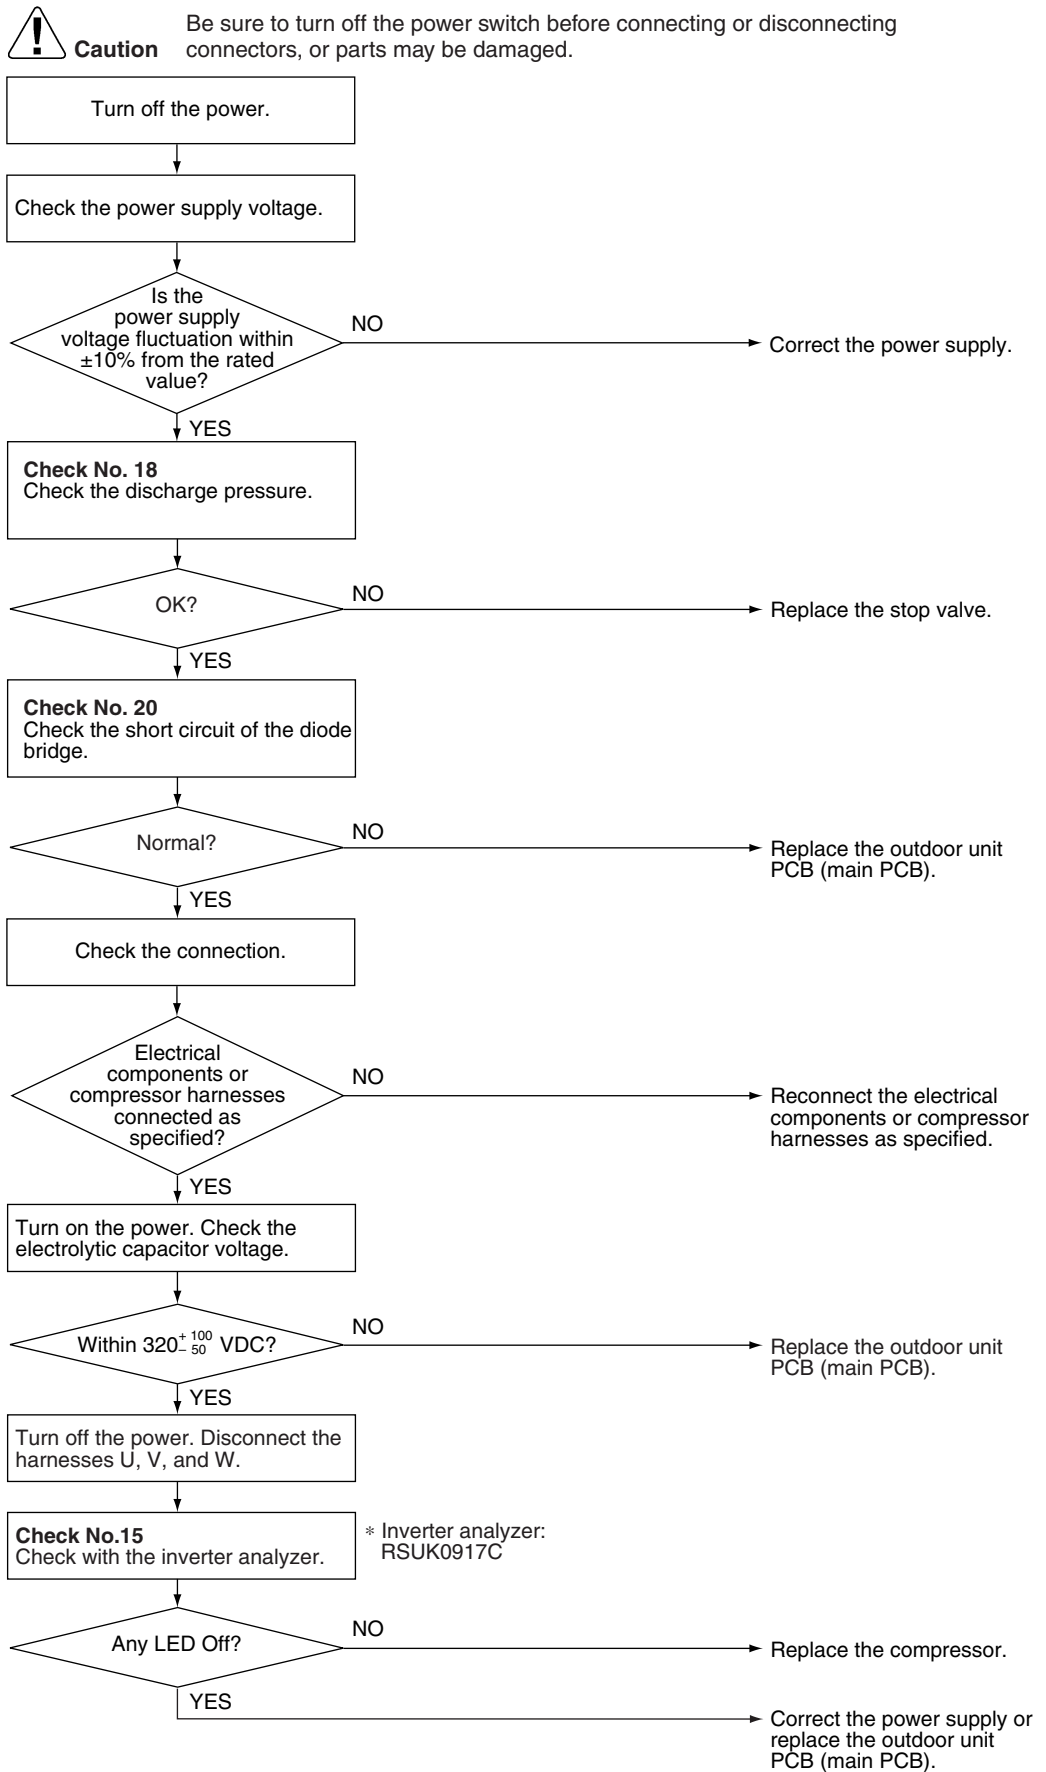 Be sure to turn off the power switch before connecting or disconnecting
Caution connectors, or parts may be damaged.
Turn off the power.
Check the power supply voltage.
Is the
power supply
voltage fluctuation within
±10% from the rated
value?
NO
Correct the power supply.
YES
Check No. 18
Check the discharge pressure.
OK?
NO
Replace the stop valve.
YES
Check No. 20
Check the short circuit of the diode
bridge.
Normal?
NO
Replace the outdoor unit
PCB (main PCB).
YES
Check the connection.
Electrical
components or
compressor harnesses
connected as
specified?
NO
Reconnect the electrical
components or compressor
harnesses as specified.
YES
Turn on the power. Check the
electrolytic capacitor voltage.
Within 320 + 100 − 50 VDC?
NO
Replace the outdoor unit
PCB (main PCB).
YES
Turn off the power. Disconnect the
harnesses U, V, and W.
Check No.15
Check with the inverter analyzer.
* Inverter analyzer:
RSUK0917C
Any LED Off?
NO
Replace the compressor.
YES
Correct the power supply or
replace the outdoor unit
PCB (main PCB).